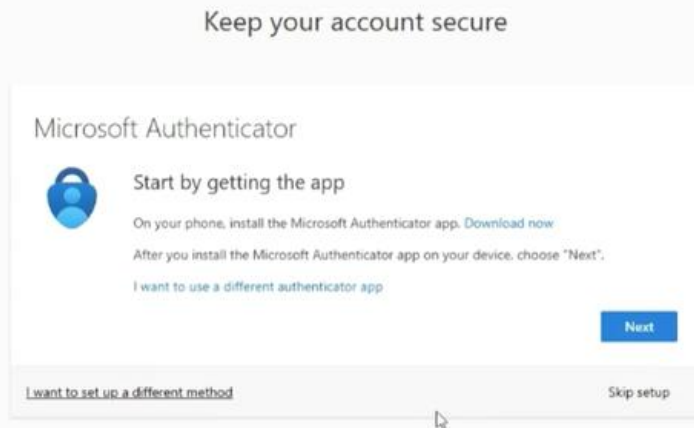 Keep your account secure
Microsoft Authenticator
Start by getting the app
On your phone, install the Microsoft Authenticator app. Download now
After you install the Microsoft Authenticator app on your device, choose "Next".
I want to use a different authenticator app
Next
I want to set up a different method
Skip setup